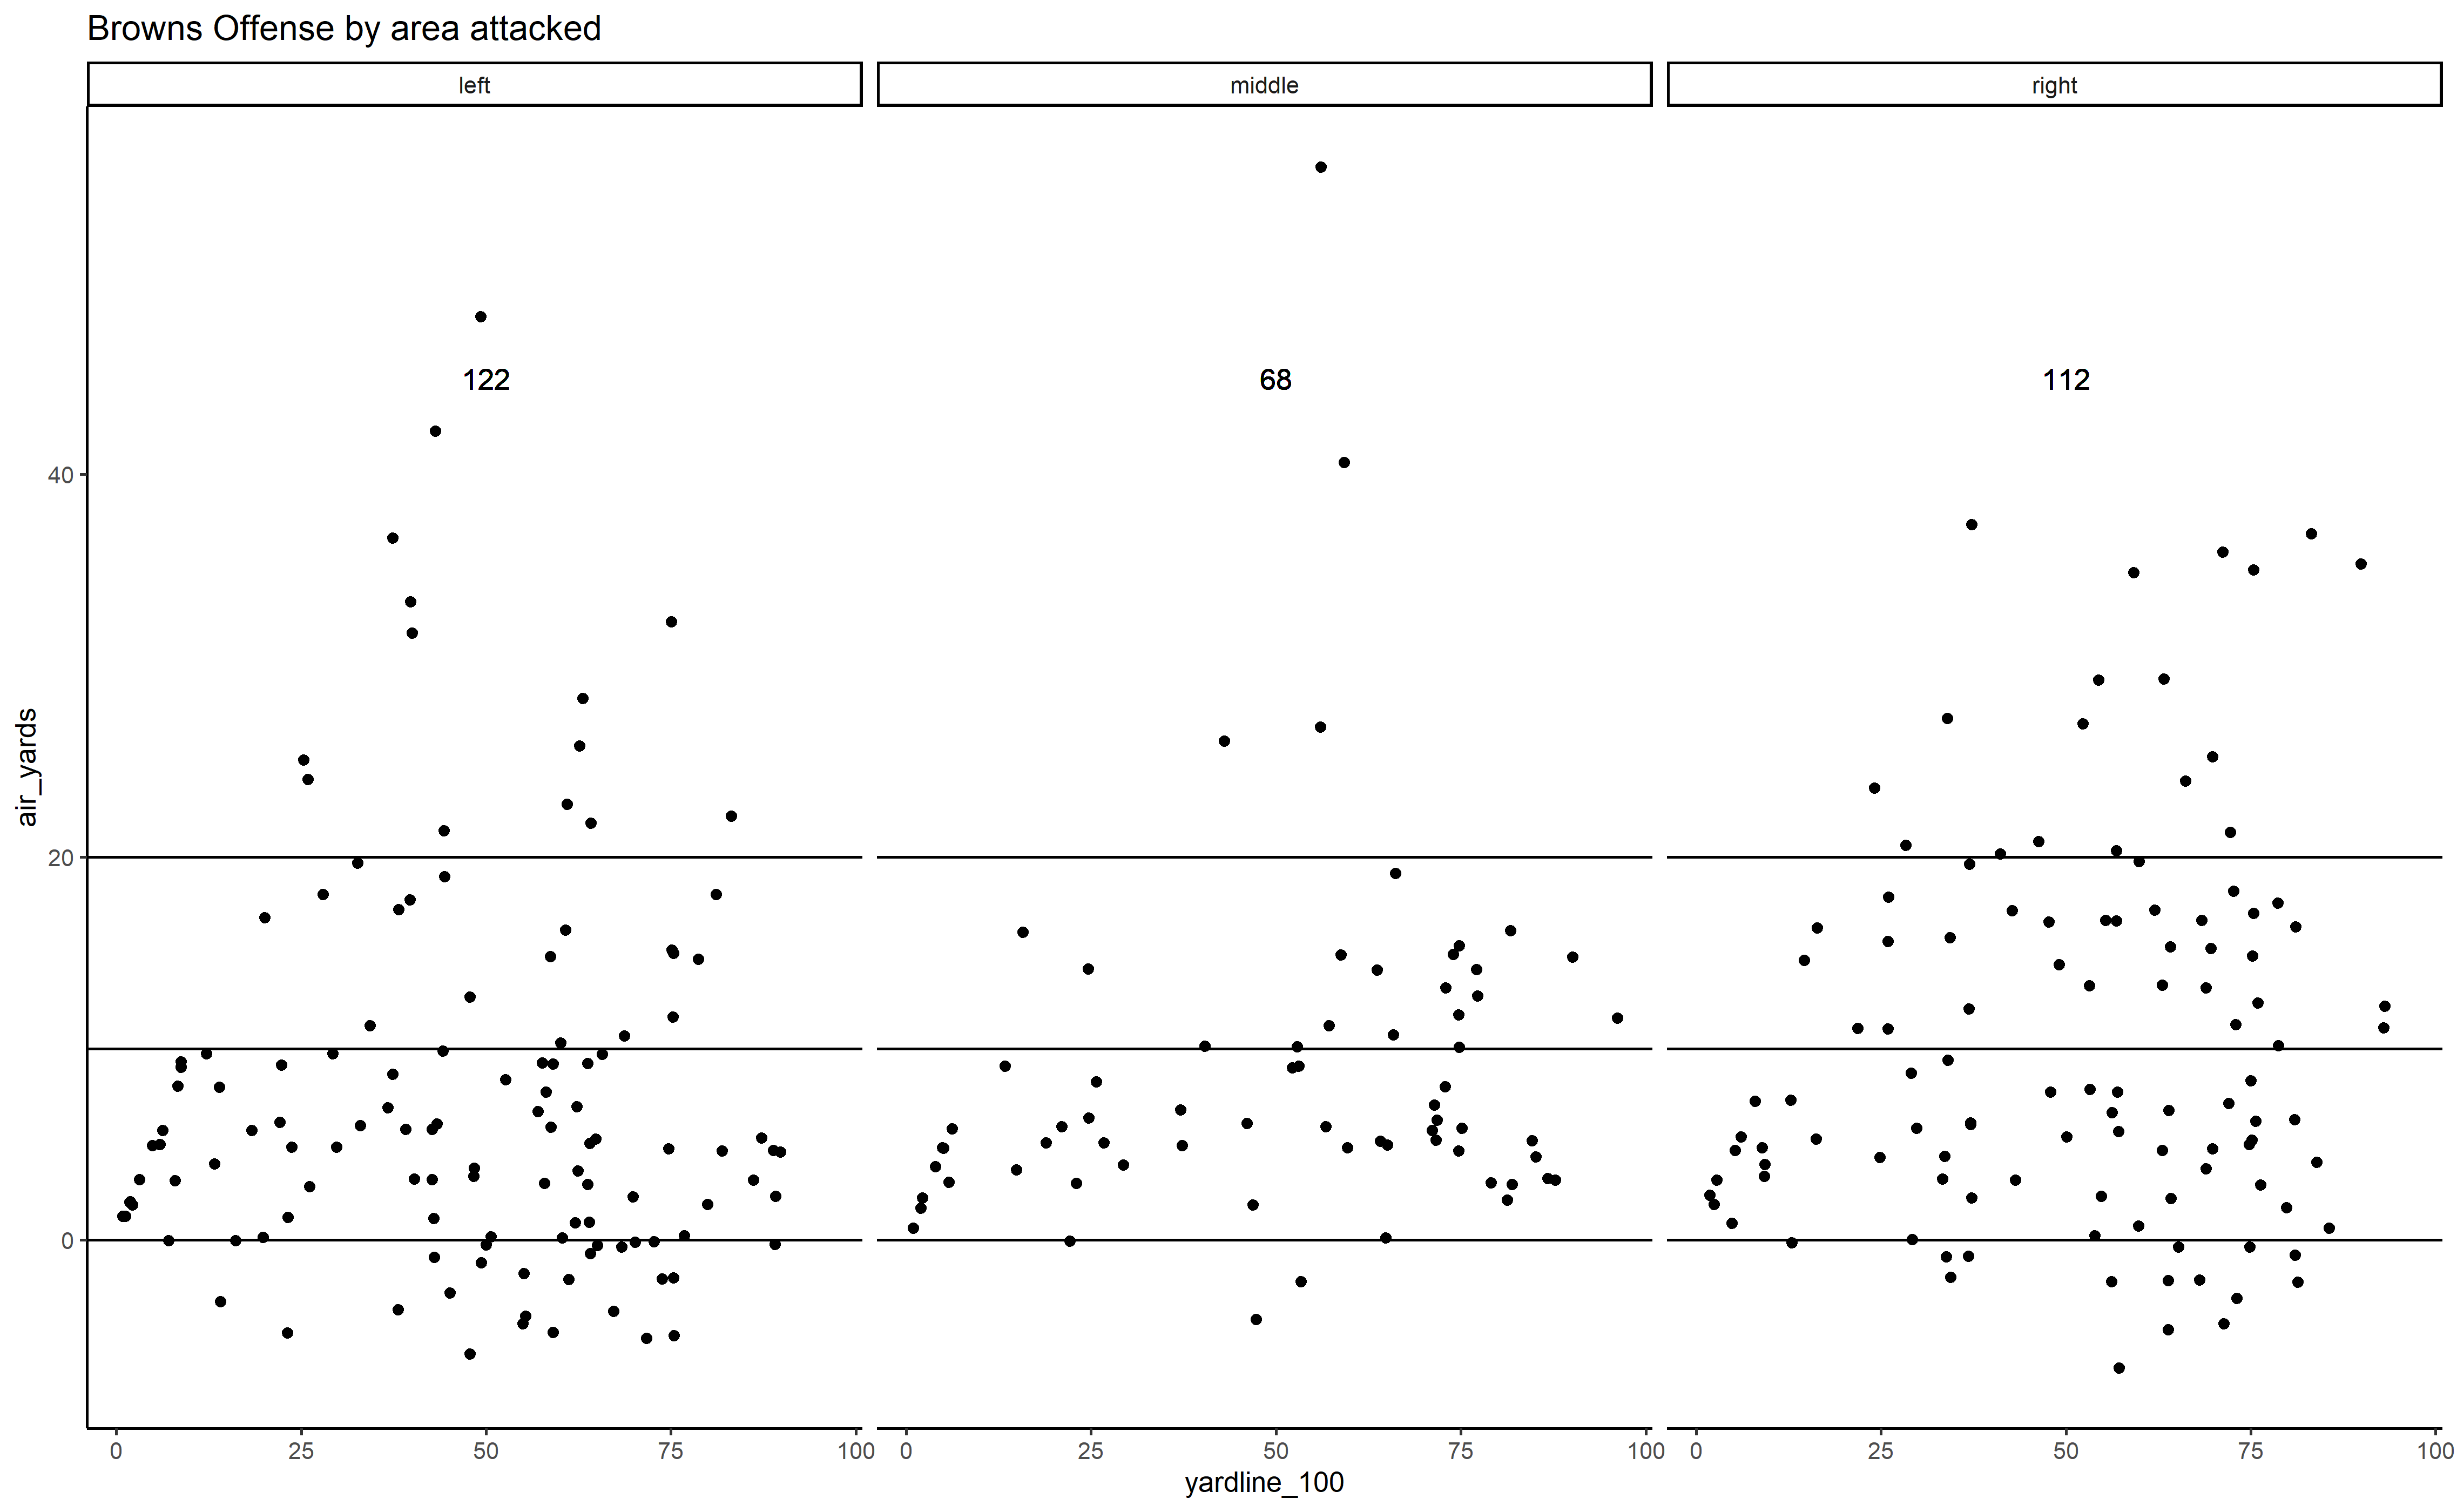 Browns Offense by area attacked
left middle right
122 68 112
40
20
0
air_yards
0 25 50 75 100 0 25 50 75 100 0 25 50 75 100
yardline_100